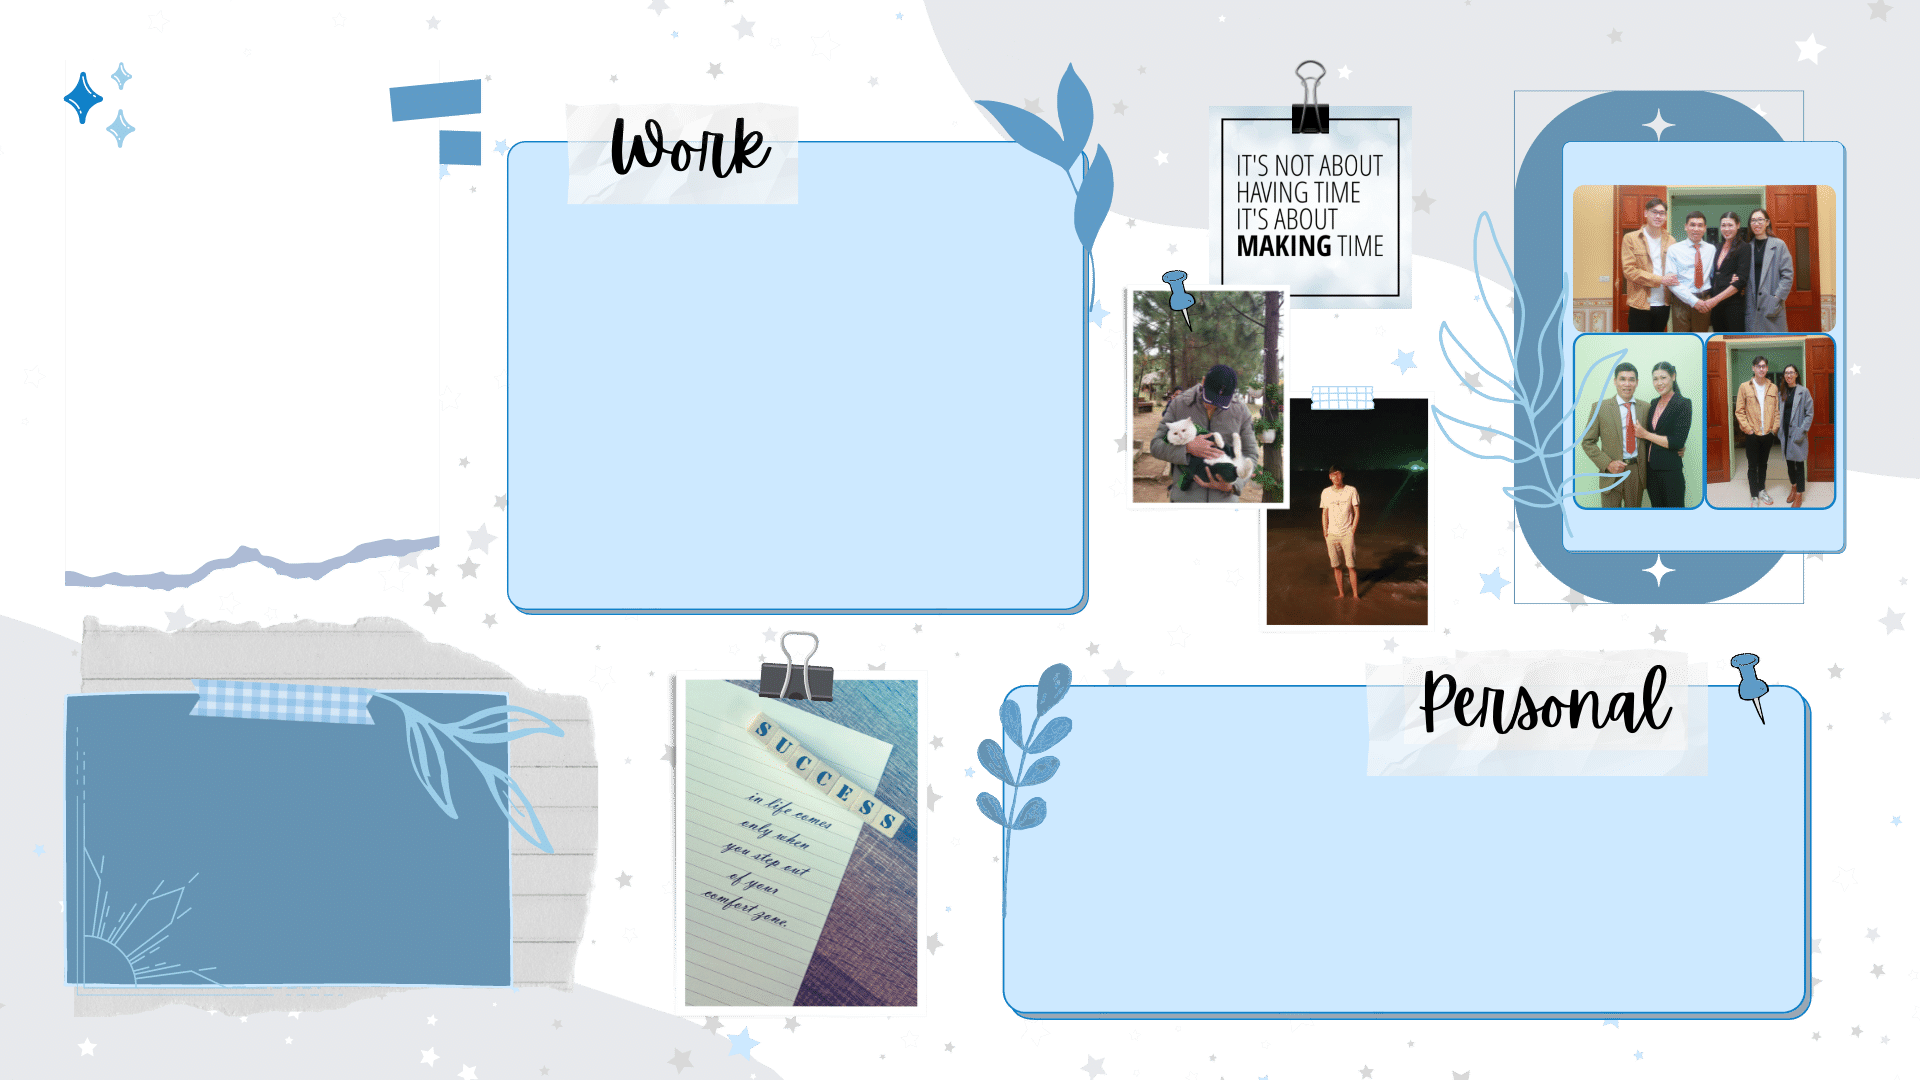 Work
IT'S NOT ABOUT
HAVING TIME
IT'S ABOUT
MAKING TIME
SUCCESS
in life comes
only when
you step out
of your
comfort zone.
Personal